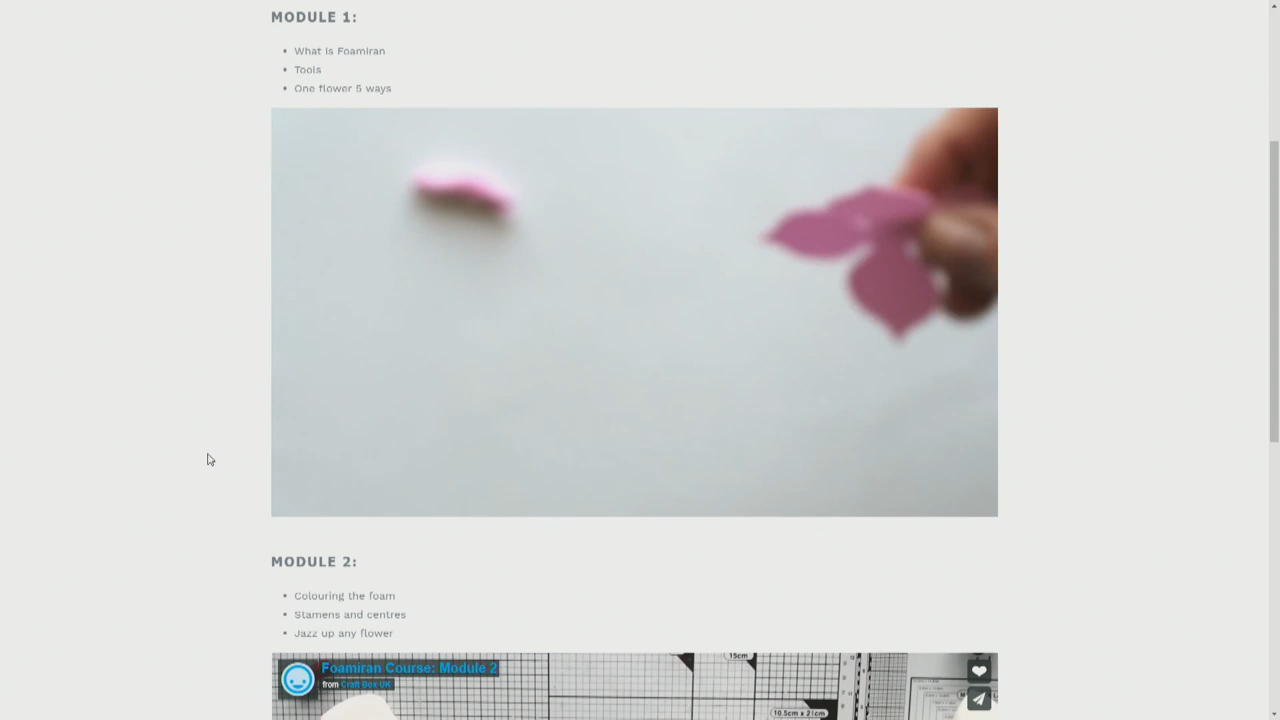 MODULE 1:
What is Foamiran
Tools
One flower 5 ways
MODULE 2:
Colouring the foam
Stamens and centres
Jazz up any flower
Foamiran Course: Module 2
from Craft Box UK
15cm
10.5cm x 21cm